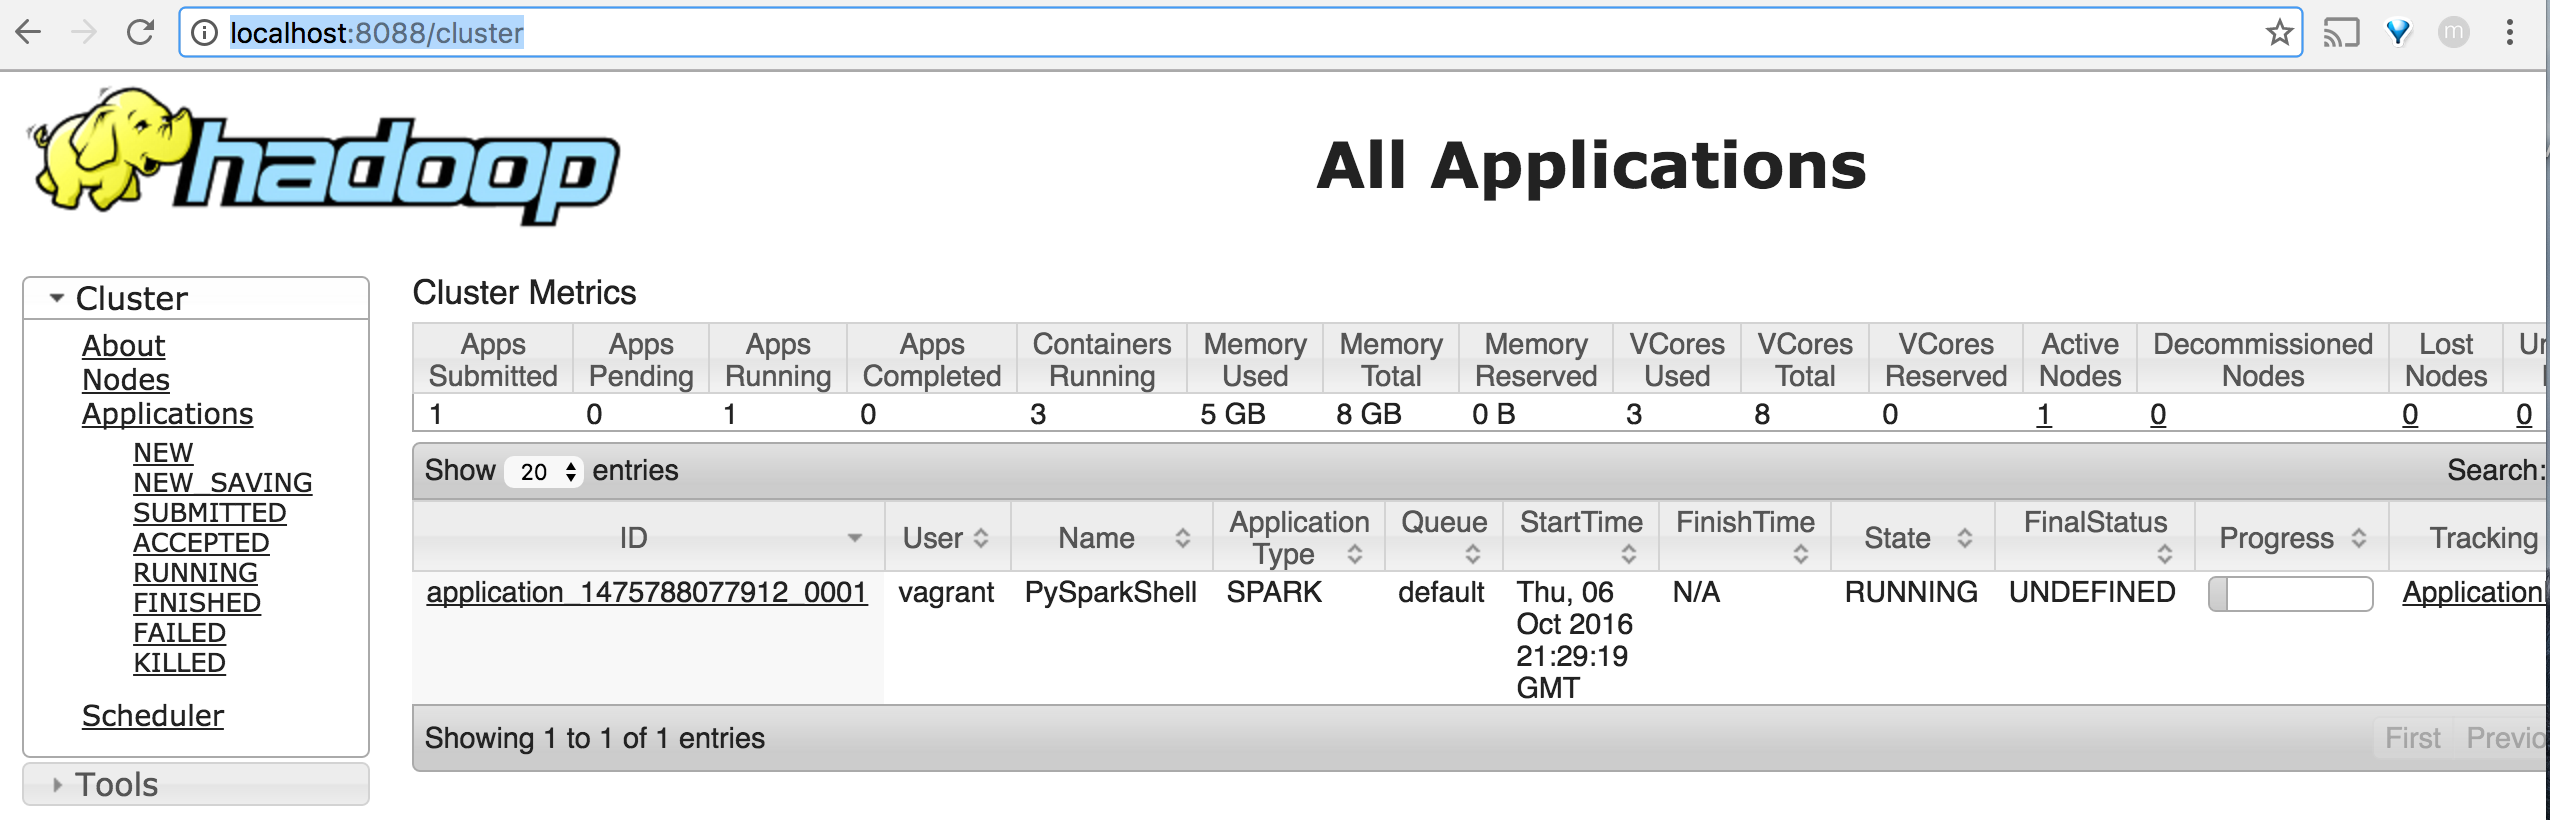 localhost:8088/cluster
m
hadoop
All Applications
Cluster
About
Nodes
Applications
NEW
NEW_SAVING
SUBMITTED
ACCEPTED
RUNNING
FINISHED
FAILED
KILLED
Scheduler
Tools
Cluster Metrics
Apps Submitted Apps Pending Apps Running Apps Completed Containers Running Memory Used Memory Total Memory Reserved VCores Used VCores Total VCores Reserved Active Nodes Decommissioned Nodes Lost Nodes
1 0 1 0 3 5 GB 8 GB 0 B 3 8 0 1 0 0 0
Show 20 entries Search:
ID User Name Application Type Queue StartTime FinishTime State FinalStatus Progress Tracking
application_1475788077912_0001 vagrant PySparkShell SPARK default Thu, 06 N/A RUNNING UNDEFINED Application
Oct 2016
21:29:19
GMT
Showing 1 to 1 of 1 entries First Previo